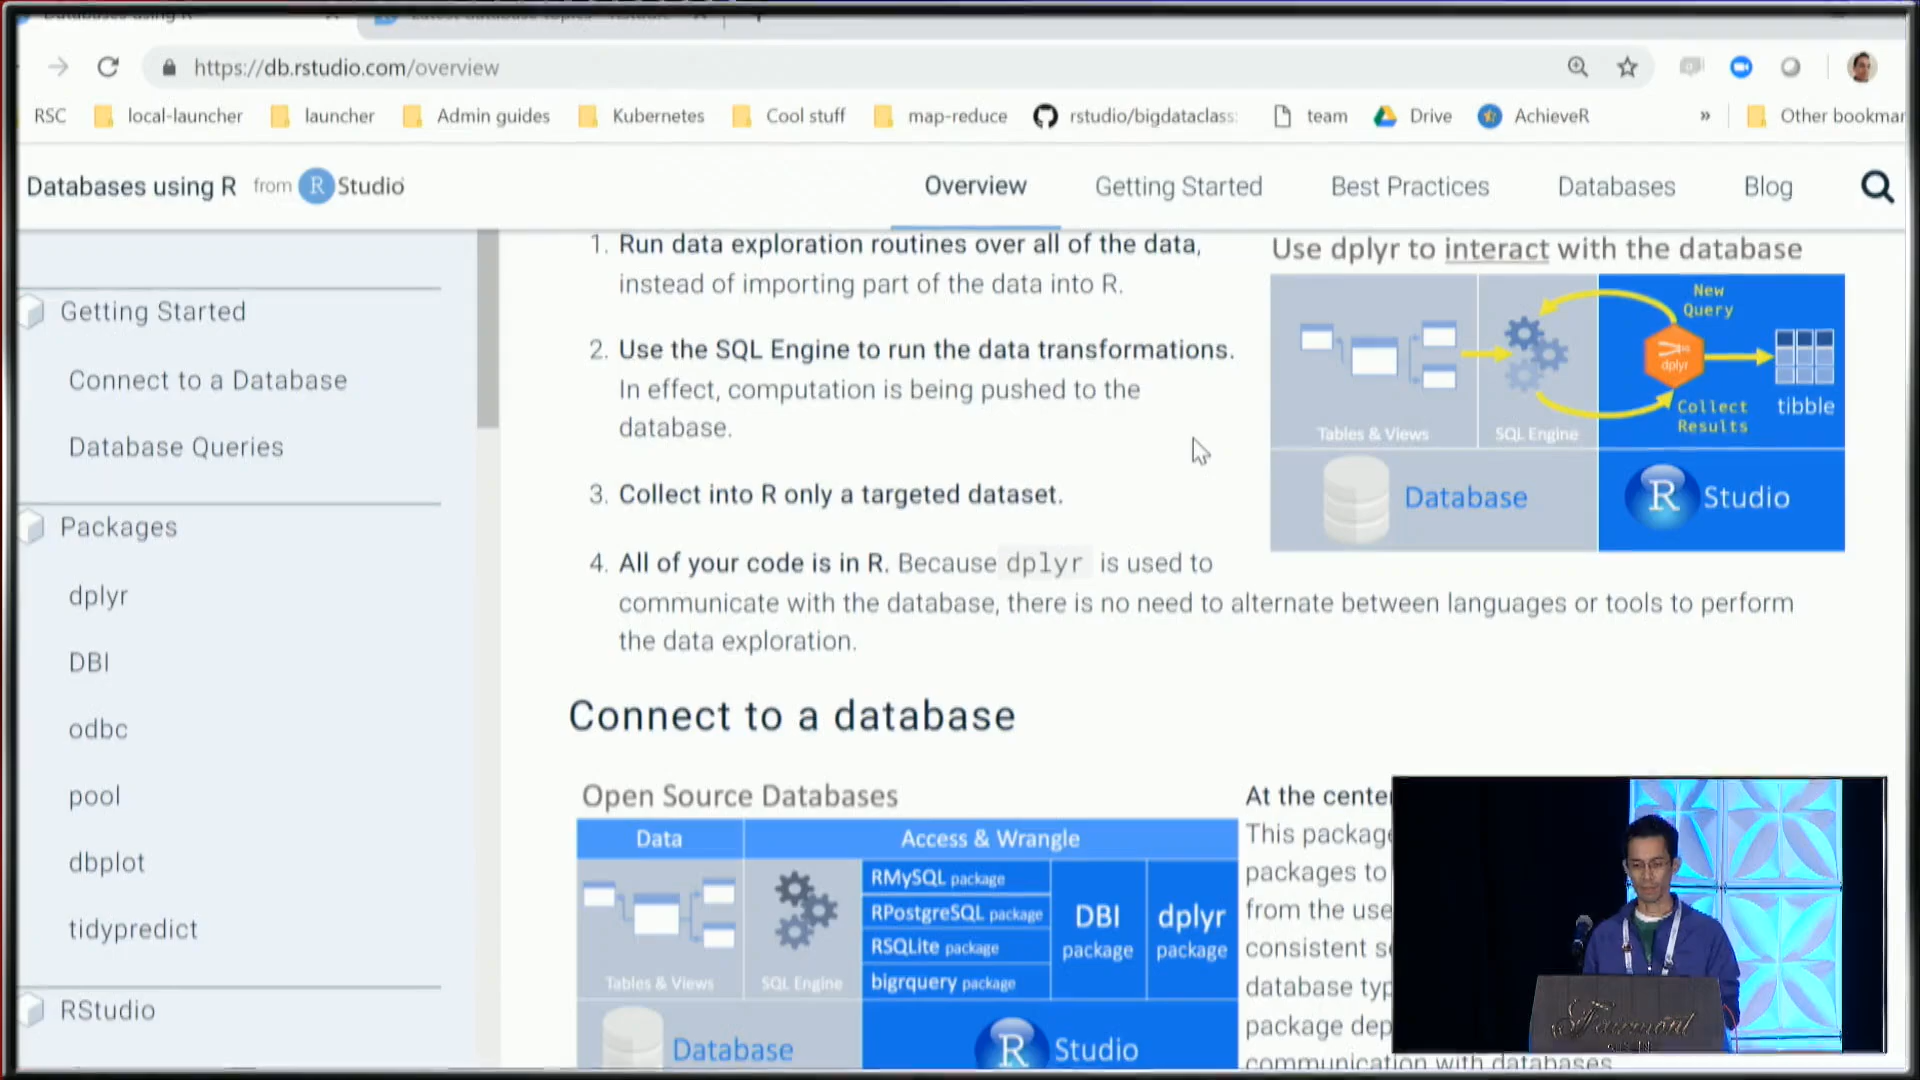 https://db.rstudio.com/overview
RSC
local-launcher
launcher
Admin guides
Kubernetes
Cool stuff
map-reduce
rstudio/bigdataclass:
team
Drive
AchieveR
»
Other bookmar
Databases using R from R Studio
Overview
Getting Started
Best Practices
Databases
Blog
Getting Started
Connect to a Database
Database Queries
Packages
dplyr
DBI
odbc
pool
dbplot
tidypredict
RStudio
1. Run data exploration routines over all of the data,
instead of importing part of the data into R.
2. Use the SQL Engine to run the data transformations.
In effect, computation is being pushed to the
database.
3. Collect into R only a targeted dataset.
4. All of your code is in R. Because dplyr is used to
communicate with the database, there is no need to alternate between languages or tools to perform
the data exploration.
Use dplyr to interact with the database
New
Query
dplyr
Collect
Results
tibble
Tables & Views
SQL Engine
Database
R Studio
Connect to a database
Open Source Databases
Data
Access & Wrangle
RMySQL package
RPostgreSQL package
RSQLite package
bigrquery package
DBI
package
dplyr
package
Tables & Views
SQL Engine
Database
R Studio
At the center
This package
packages to
from the use
consistent s
database typ
package dep
communication with databases
Fairmont